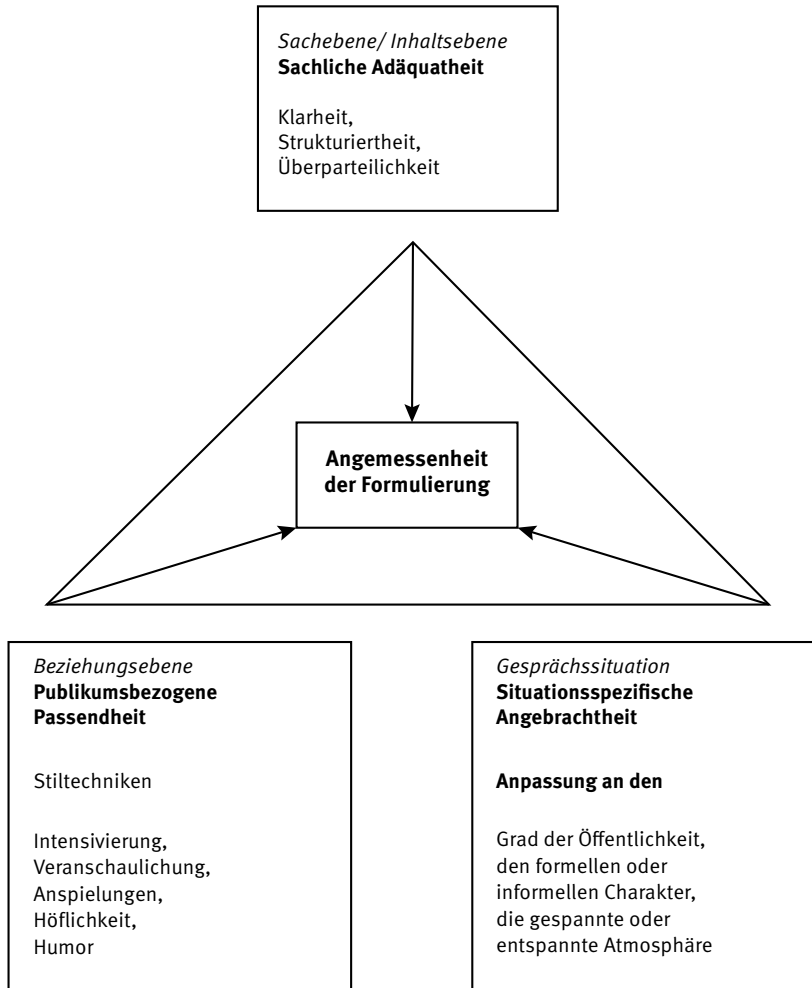 Sachebene/ Inhaltsebene
Sachliche Adäquatheit
Klarheit,
Strukturiertheit,
Überparteilichkeit
Angemessenheit
der Formulierung
Beziehungsebene
Publikumsbezogene
Passendheit
Stiltechniken
Intensivierung,
Veranschaulichung,
Anspielungen,
Höflichkeit,
Humor
Gesprächssituation
Situationsspezifische
Angebrachtheit
Anpassung an den
Grad der Öffentlichkeit,
den formellen oder
informellen Charakter,
die gespannte oder
entspannte Atmosphäre